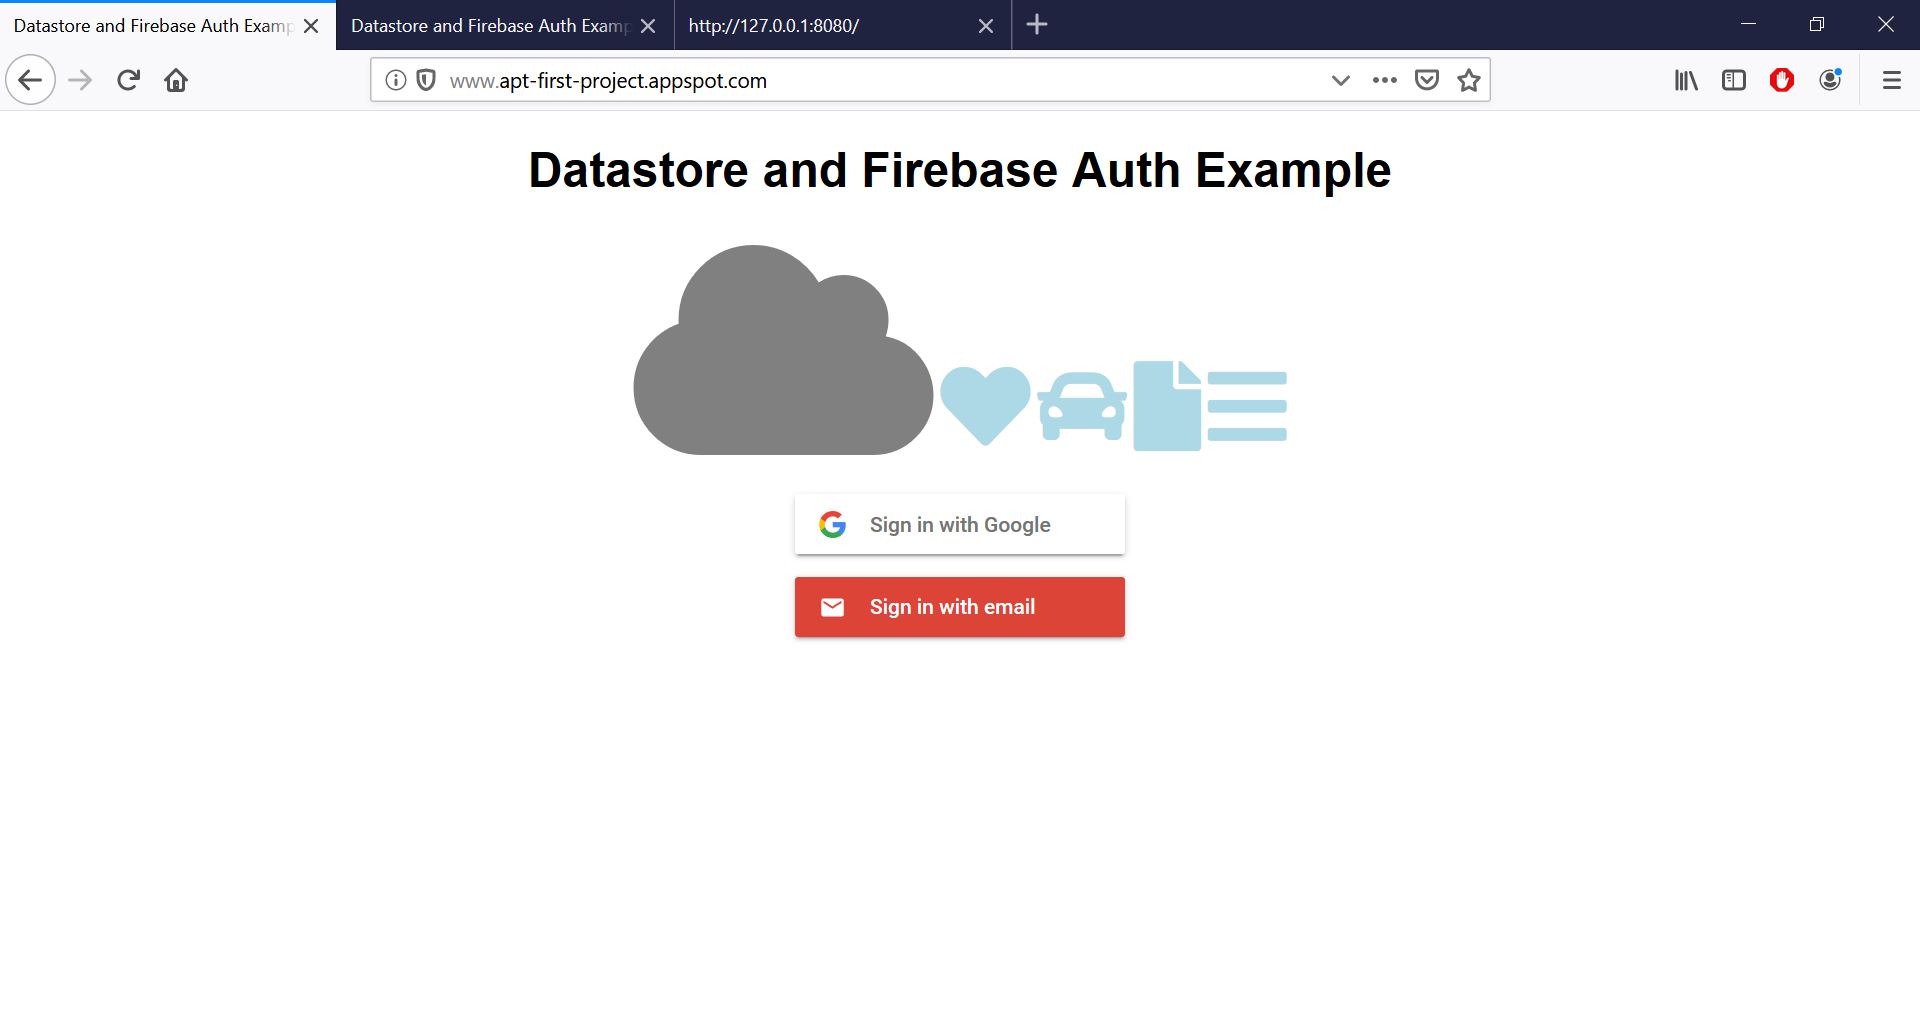 Datastore and Firebase Auth Examp
Datastore and Firebase Auth Exam
http://127.0.0.1:8080/
www.apt-first-project.appspot.com
Datastore and Firebase Auth Example
Sign in with Google
Sign in with email